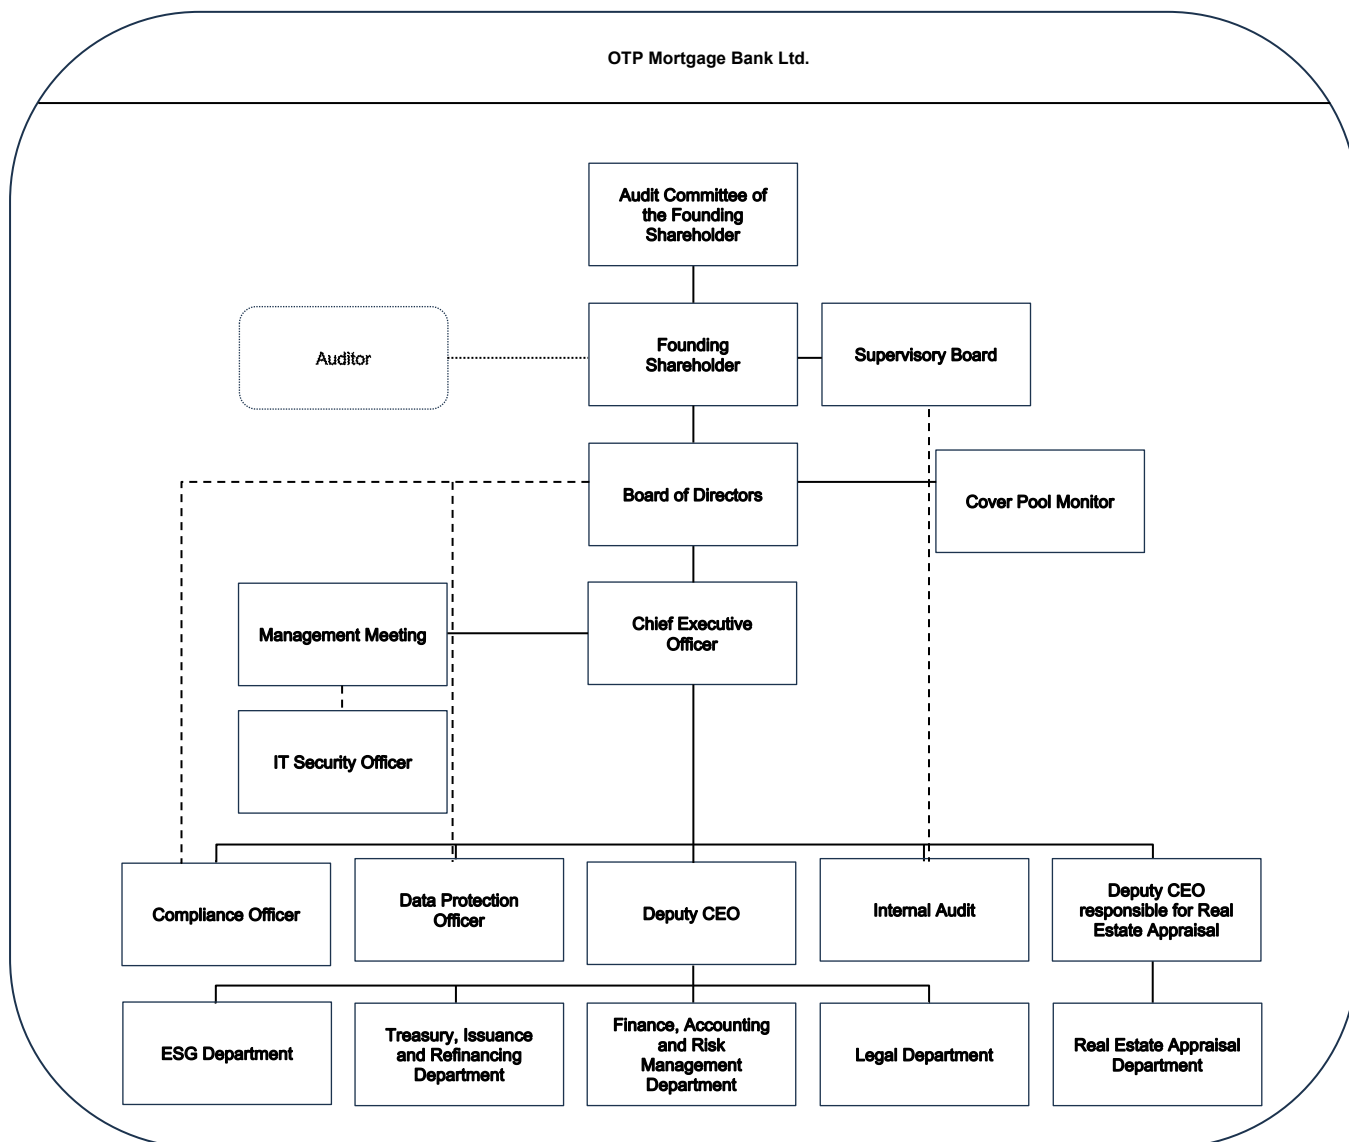 OTP Mortgage Bank Ltd.
Audit Committee of
the Founding
Shareholder
Auditor
Founding
Shareholder
Supervisory Board
Board of Directors
Cover Pool Monitor
Management Meeting
Chief Executive
Officer
IT Security Officer
Compliance Officer
Data Protection
Officer
Deputy CEO
Internal Audit
Deputy CEO
responsible for Real
Estate Appraisal
ESG Department
Treasury, Issuance
and Refinancing
Department
Finance, Accounting
and Risk
Management
Department
Legal Department
Real Estate Appraisal
Department